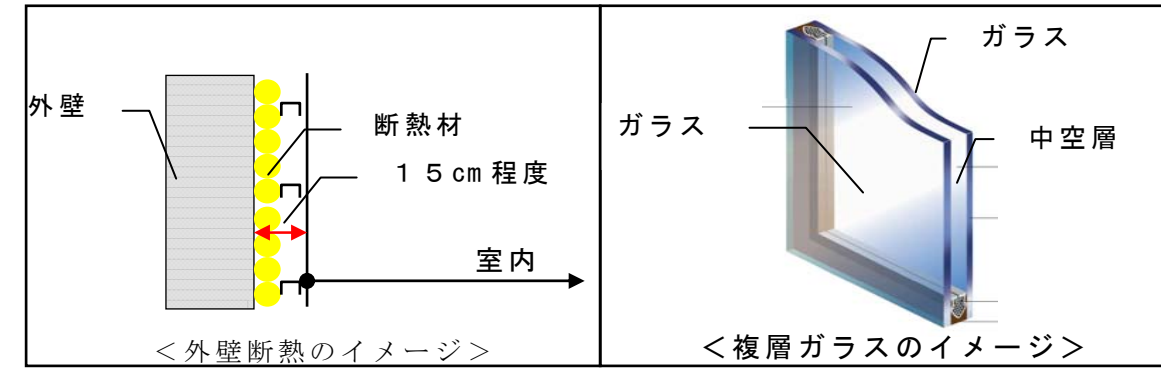 外壁
断熱材
１５㎝程度
室内
＜外壁断熱のイメージ＞
ガラス
ガラス
中空層
＜複層ガラスのイメージ＞